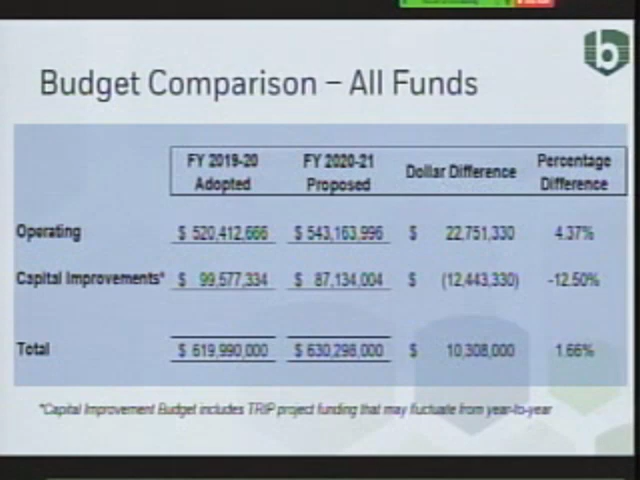 b
Budget Comparison – All Funds
FY 2019-20 Adopted FY 2020-21 Proposed Dollar Difference Percentage Difference
Operating $ 520,412,666 $ 543,163,996 $ 22,751,330 4.37%
Capital Improvements* $ 99,577,334 $ 87,134,004 $ (12,443,330) -12.50%
Total $ 619,990,000 $ 630,298,000 $ 10,308,000 1.66%
*Capital Improvement Budget includes TRIP project funding that may fluctuate from year-to-year